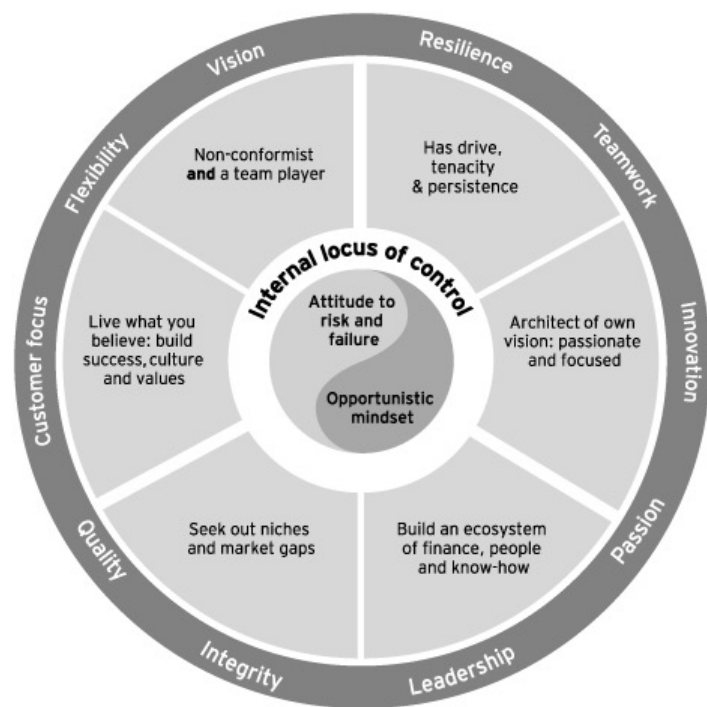 Vision
Resilience
Teamwork
Innovation
Passion
Leadership
Integrity
Quality
Customer focus
Flexibility
Non-conformist
and a team player
Has drive,
tenacity
& persistence
Architect of own
vision: passionate
and focused
Build an ecosystem
of finance, people
and know-how
Seek out niches
and market gaps
Live what you
believe: build
success, culture
and values
Internal locus of control
Attitude to
risk and
failure
Opportunistic
mindset